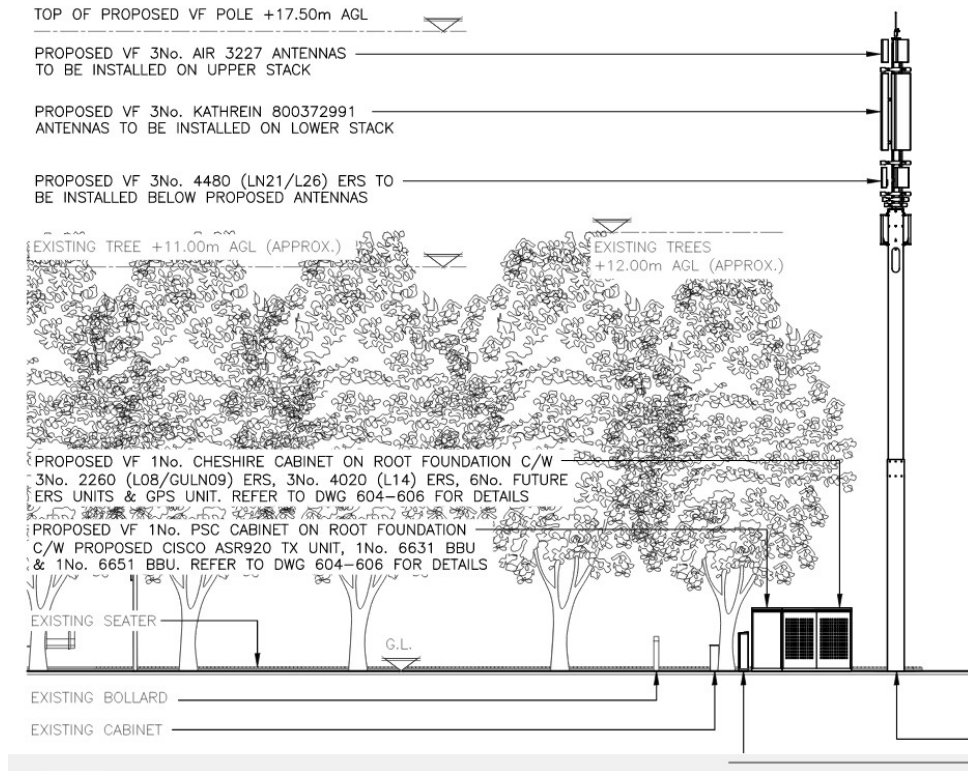 TOP OF PROPOSED VF POLE +17.50m AGL
PROPOSED VF 3No. AIR 3227 ANTENNAS
TO BE INSTALLED ON UPPER STACK
PROPOSED VF 3No. KATHREIN 800372991
ANTENNAS TO BE INSTALLED ON LOWER STACK
PROPOSED VF 3No. 4480 (LN21/L26) ERS TO
BE INSTALLED BELOW PROPOSED ANTENNAS
EXISTING TREE +11.00m AGL (APPROX.)
EXISTING TREES
+12.00m AGL (APPROX.)
PROPOSED VF 1No. CHESHIRE CABINET ON ROOT FOUNDATION C/W
3No. 2260 (L08/GULN09) ERS, 3No. 4020 (L14) ERS, 6No. FUTURE
ERS UNITS & GPS UNIT. REFER TO DWG 604-606 FOR DETAILS
PROPOSED VF 1No. PSC CABINET ON ROOT FOUNDATION
C/W PROPOSED CISCO ASR920 TX UNIT, 1No. 6631 BBU
& 1No. 6651 BBU. REFER TO DWG 604-606 FOR DETAILS
EXISTING SEATER
G.L.
EXISTING BOLLARD
EXISTING CABINET